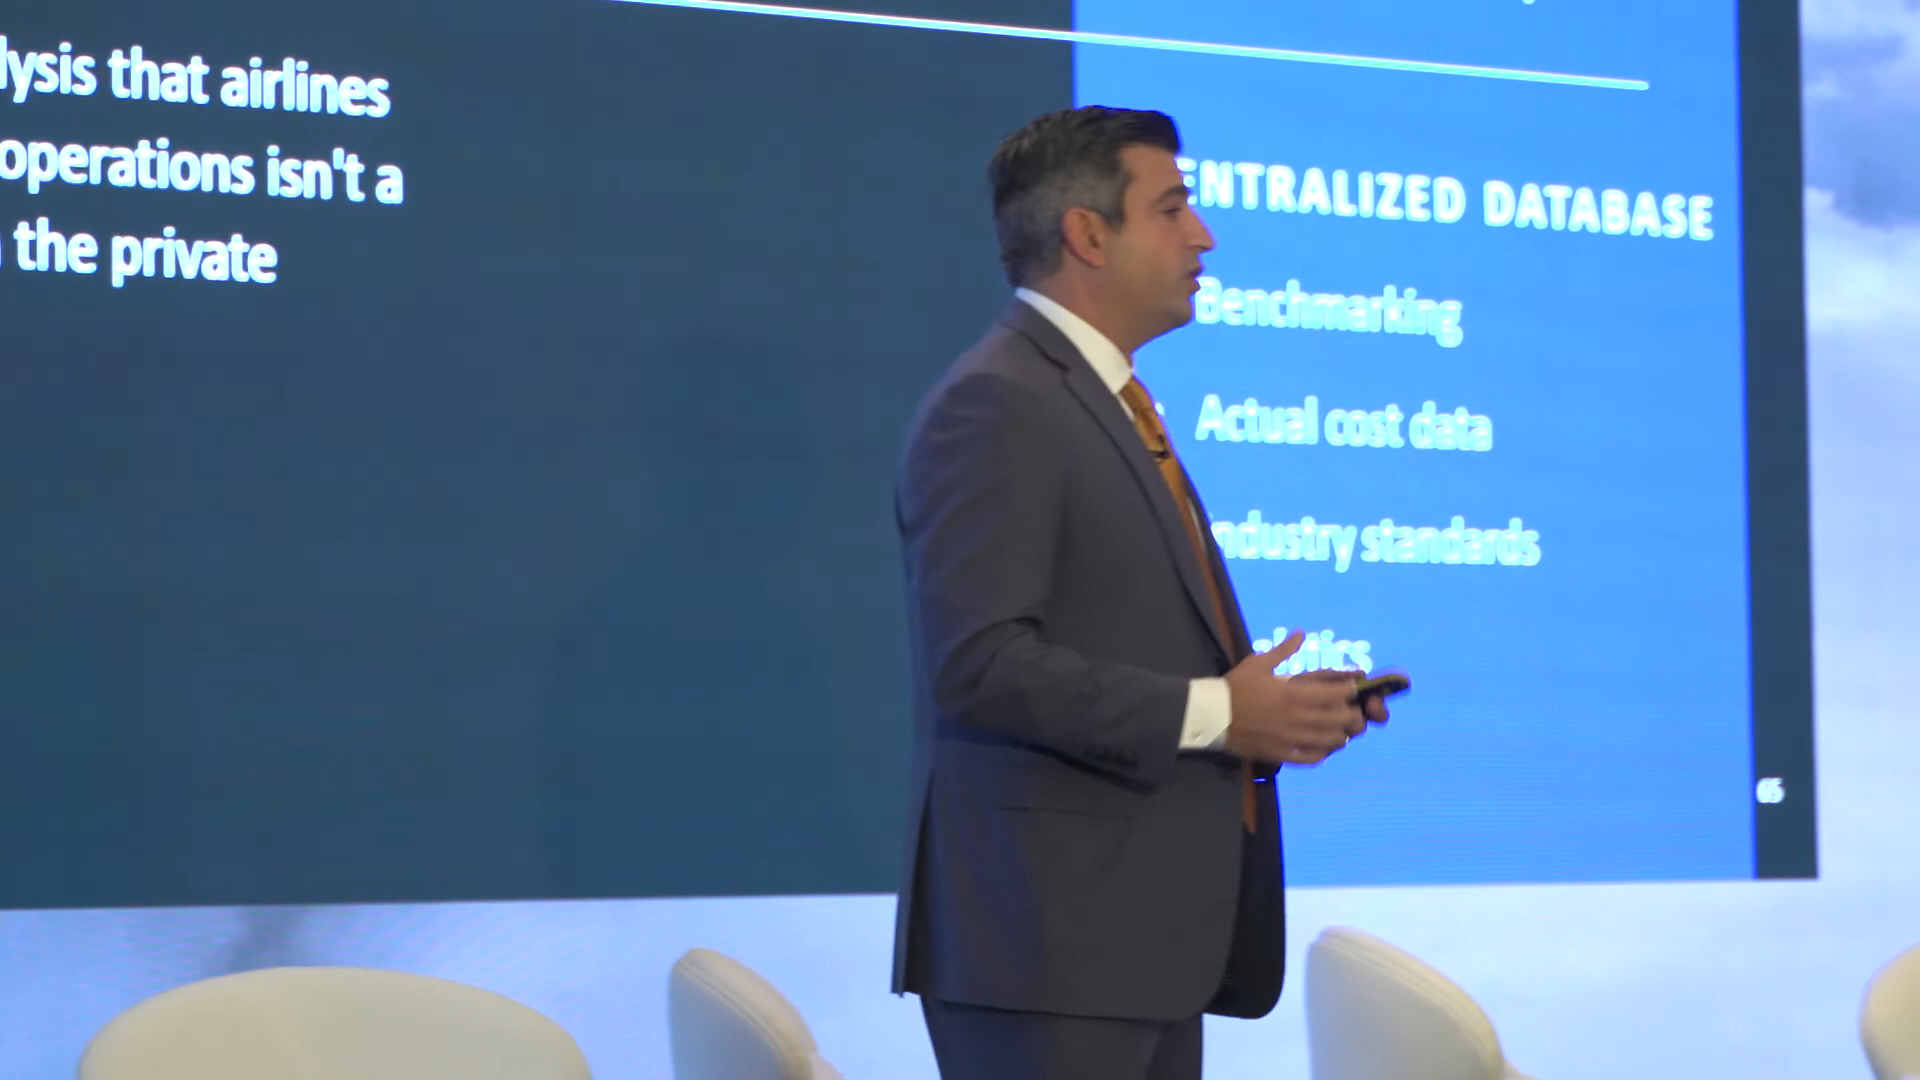 lysis that airlines
operations isn't a
the private
ENTRALIZED DATABASE
Benchmarking
Actual cost data
ndustry standards
65